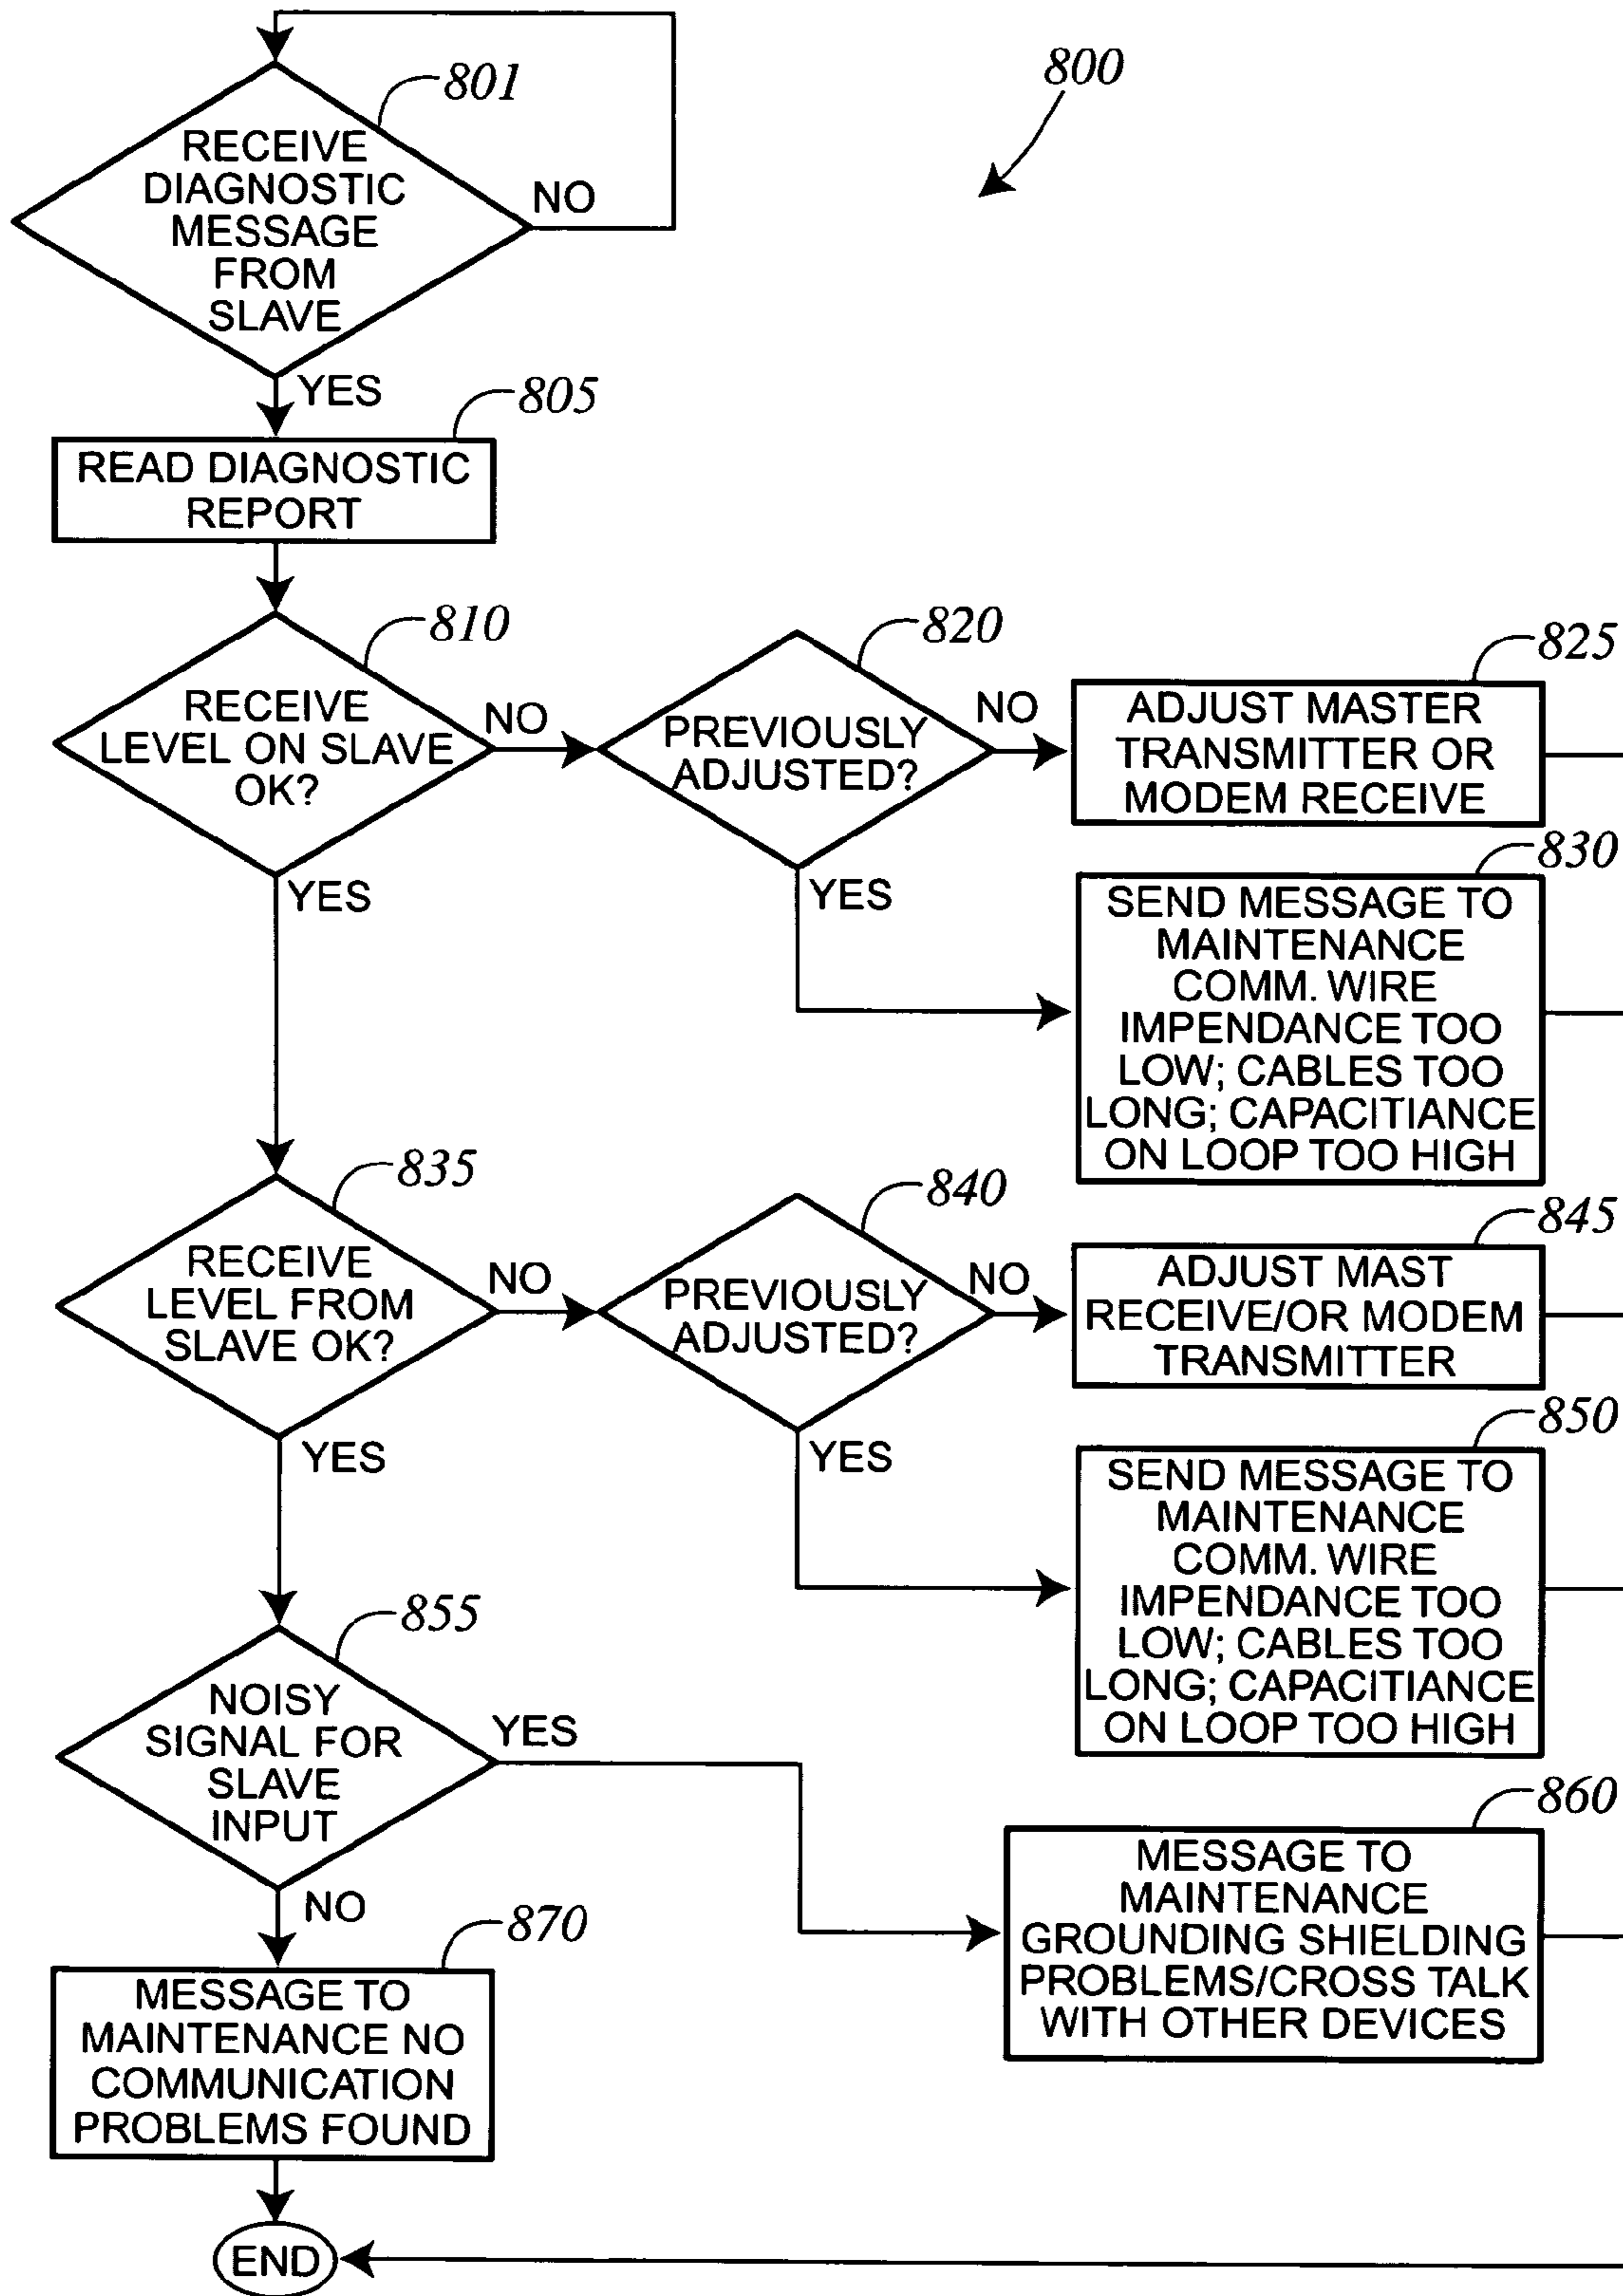 800
801
RECEIVE
DIAGNOSTIC
MESSAGE
FROM
SLAVE
NO
YES
805
READ DIAGNOSTIC
REPORT
810
RECEIVE
LEVEL ON SLAVE
OK?
NO
YES
820
PREVIOUSLY
ADJUSTED?
NO
YES
825
ADJUST MASTER
TRANSMITTER OR
MODEM RECEIVE
830
SEND MESSAGE TO
MAINTENANCE
COMM. WIRE
IMPENDANCE TOO
LOW; CABLES TOO
LONG; CAPACITIANCE
ON LOOP TOO HIGH
835
RECEIVE
LEVEL FROM
SLAVE OK?
NO
YES
840
PREVIOUSLY
ADJUSTED?
NO
YES
845
ADJUST MAST
RECEIVE/OR MODEM
TRANSMITTER
850
SEND MESSAGE TO
MAINTENANCE
COMM. WIRE
IMPENDANCE TOO
LOW; CABLES TOO
LONG; CAPACITIANCE
ON LOOP TOO HIGH
855
NOISY
SIGNAL FOR
SLAVE
INPUT
YES
NO
860
MESSAGE TO
MAINTENANCE
GROUNDING SHIELDING
PROBLEMS/CROSS TALK
WITH OTHER DEVICES
870
MESSAGE TO
MAINTENANCE NO
COMMUNICATION
PROBLEMS FOUND
END